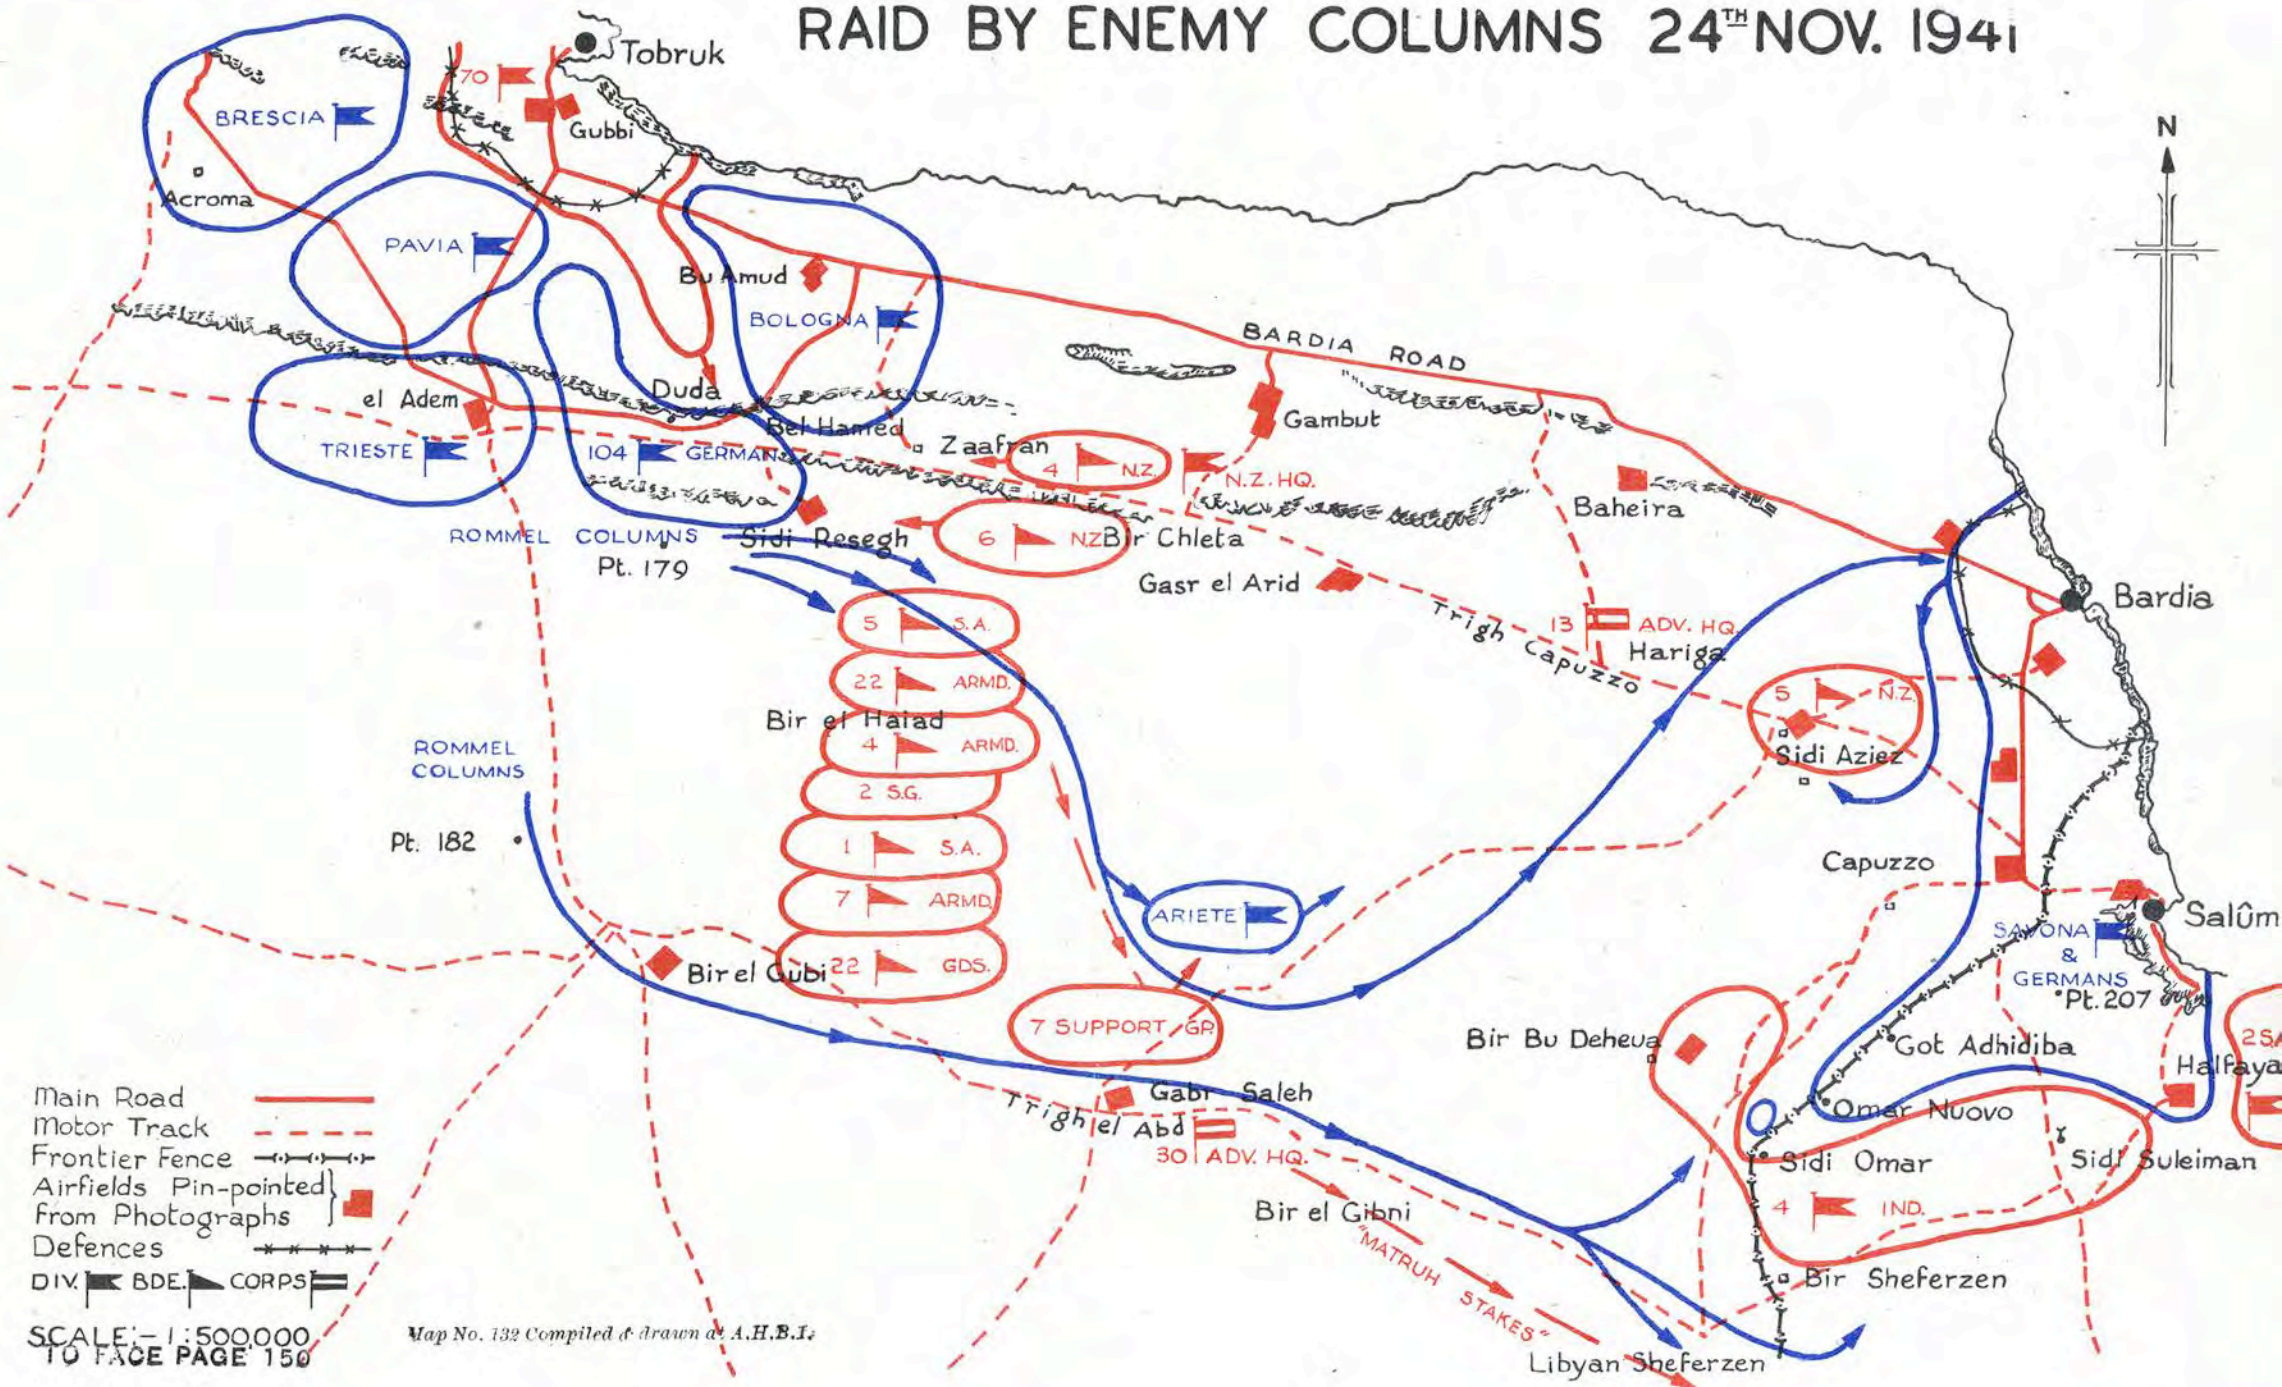 RAID BY ENEMY COLUMNS 24TH NOV. 1941
Tobruk
70
Gubbi
BRESCIA
Acroma
PAVIA
Bu Amud
BOLOGNA
N
BARDIA ROAD
el Adem
Duda
Bel Hamed
Zaafran
TRIESTE
104 GERMAN
4 N.Z.
N.Z. HQ.
Gambut
Baheira
ROMMEL COLUMNS
Sidi Resegh
6 N.Z.
Bir Chleta
Pt. 179
Gasr el Arid
Trigh Capuzzo
13 ADV. HQ.
Hariga
Bardia
5 S.A.
22 ARMD.
Bir el Haiad
4 ARMD.
2 S.G.
1 S.A.
7 ARMD.
22 GDS.
5 N.Z.
Sidi Aziez
ROMMEL
COLUMNS
Pt. 182
Capuzzo
ARIETE
Salûm
SAVONA
&
GERMANS
Pt. 207
Bir el Gubi
7 SUPPORT GP.
Bir Bu Deheua
Got Adhidiba
2 S.A
Halfaya
Gabr Saleh
Trigh el Abd
30 ADV. HQ.
Omar Nuovo
Sidi Omar
Sidi Suleiman
4 IND.
Bir el Gibni
"MATRUH STAKES"
Bir Sheferzen
Libyan Sheferzen
Main Road
Motor Track
Frontier Fence
Airfields Pin-pointed
from Photographs
Defences
DIV. BDE. CORPS
SCALE:- 1:500,000
TO FACE PAGE 150
Map No. 132 Compiled & drawn at A.H.B.1.